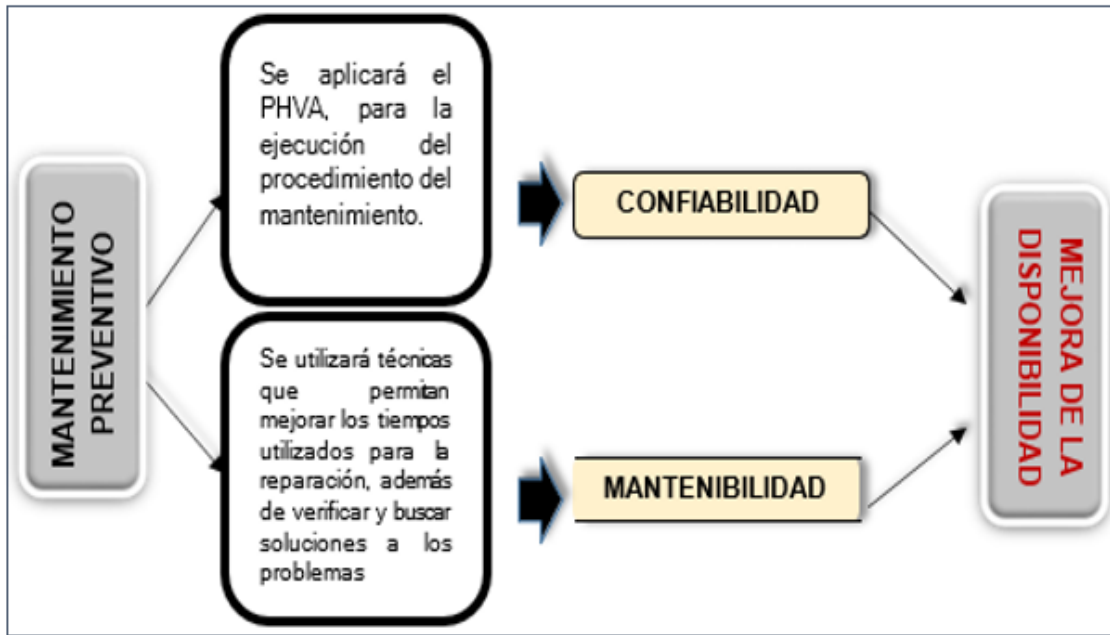 MANTENIMIENTO
PREVENTIVO
Se aplicará el
PHVA, para la
ejecución del
procedimiento del
mantenimiento.
CONFIABILIDAD
Se utilizará técnicas
que permitan
mejorar los tiempos
utilizados para la
reparación, además
de verificar y buscar
soluciones a los
problemas
MANTENIBILIDAD
MEJORA DE LA
DISPONIBILIDAD